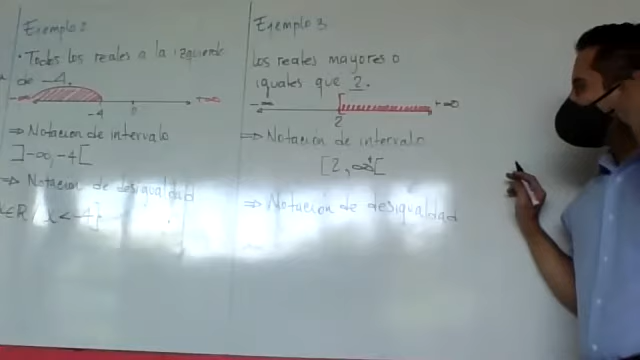 Ejemplo 2
• Todos los reales a la izquierda
de -4.
-∞ +∞
-4 0
⇒ Notación de intervalo
]-∞, -4[
⇒ Notación de desigualdad
x∈R / x < -4}
Ejemplo 3
Los reales mayores o
iguales que 2.
-∞ +∞
2
⇒ Notación de intervalo
[2, ∞⁺[
⇒ Notación de desigualdad